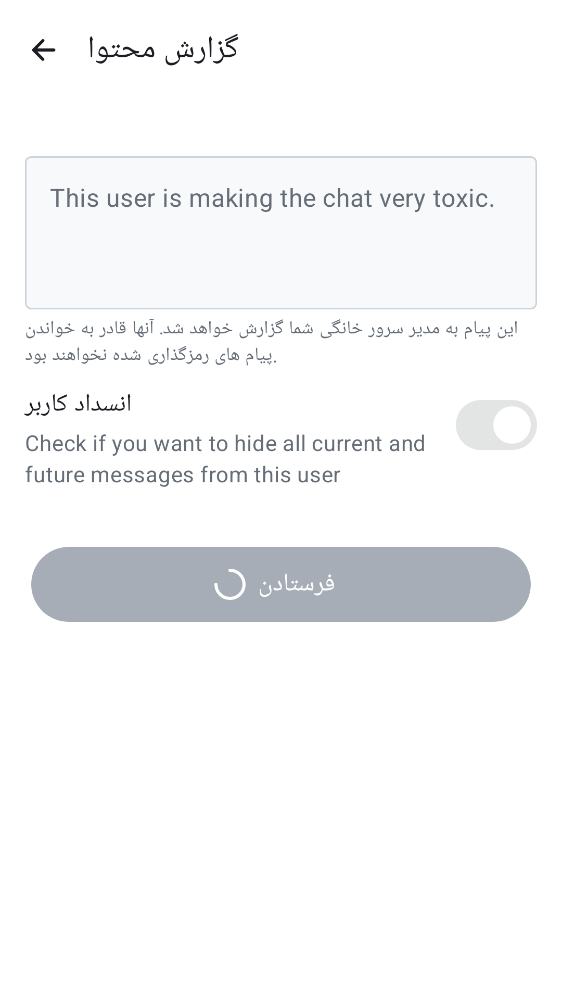 گزارش محتوا
This user is making the chat very toxic.
این پیام به مدیر سرور خانگی شما گزارش خواهد شد. آنها قادر به خواندن
پیام های رمزگذاری شده نخواهند بود.
انسداد کاربر
Check if you want to hide all current and
future messages from this user
فرستادن